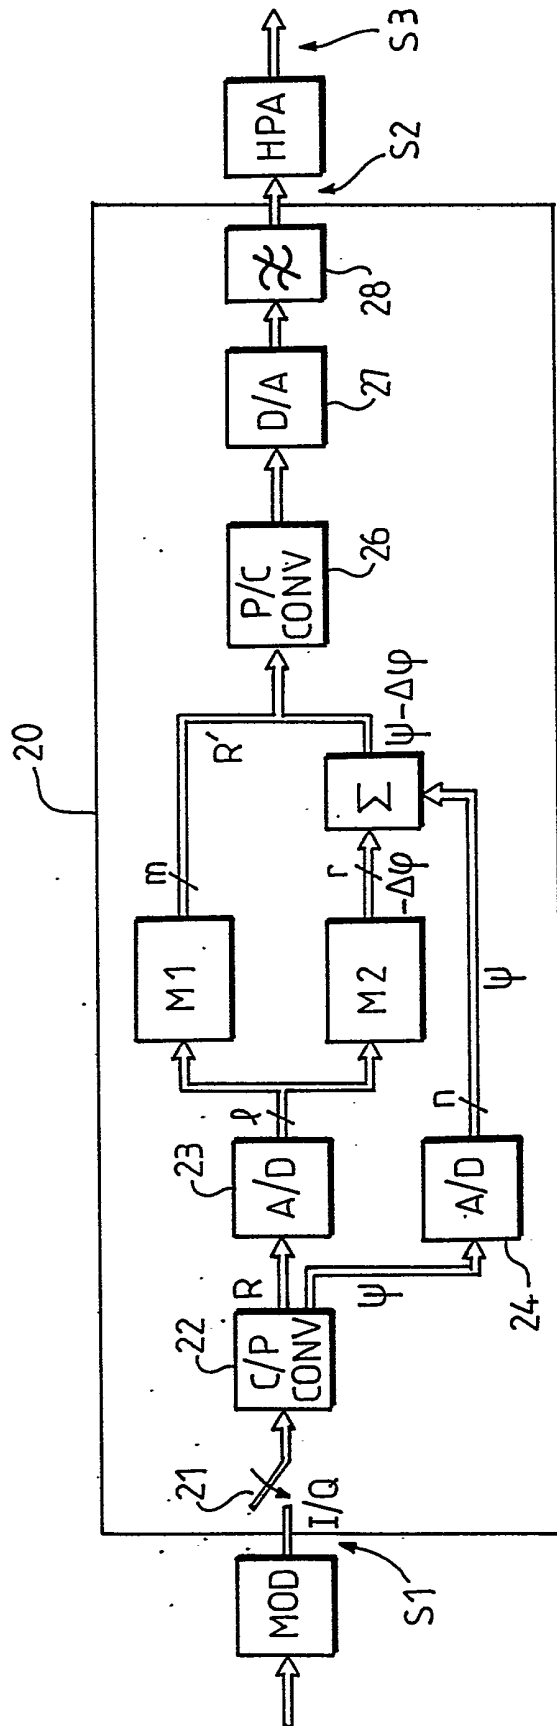 20
MOD
S1
I/Q
21
22
C/P
CONV
R
Ψ
23
A/D
ℓ
24
A/D
n
Ψ
M1
m
R′
M2
r
-Δφ
Σ
Ψ-Δφ
P/C
CONV
26
D/A
27
28
S2
HPA
S3